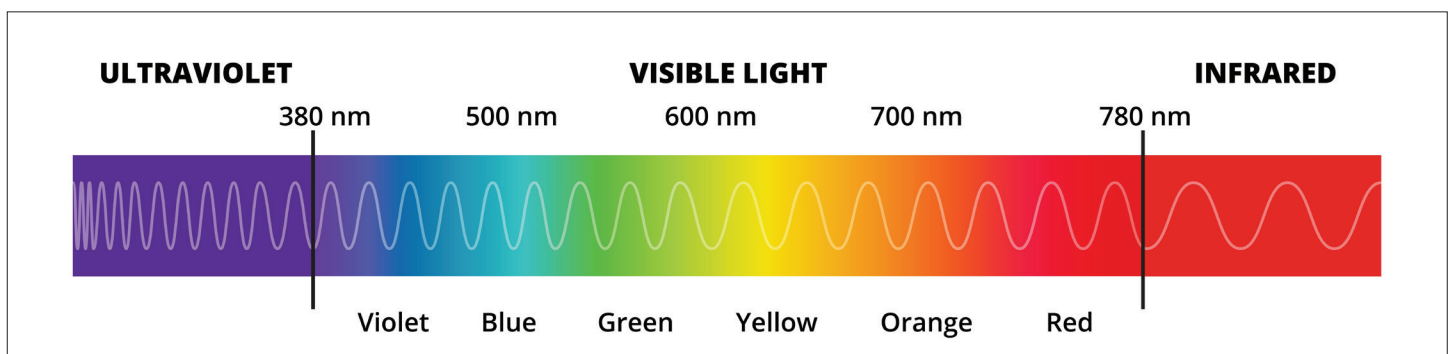 ULTRAVIOLET VISIBLE LIGHT INFRARED
380 nm 500 nm 600 nm 700 nm 780 nm
Violet Blue Green Yellow Orange Red